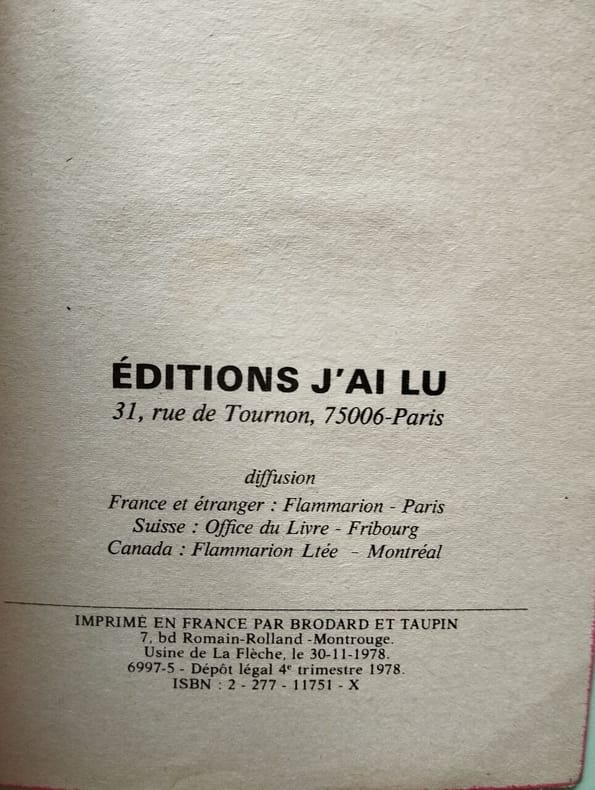 ÉDITIONS J'AI LU
31, rue de Tournon, 75006-Paris
diffusion
France et étranger : Flammarion - Paris
Suisse : Office du Livre - Fribourg
Canada : Flammarion Ltée - Montréal
IMPRIMÉ EN FRANCE PAR BRODARD ET TAUPIN
7, bd Romain-Rolland -Montrouge.
Usine de La Flèche, le 30-11-1978.
6997-5 - Dépôt légal 4e trimestre 1978.
ISBN : 2 - 277 - 11751 - X